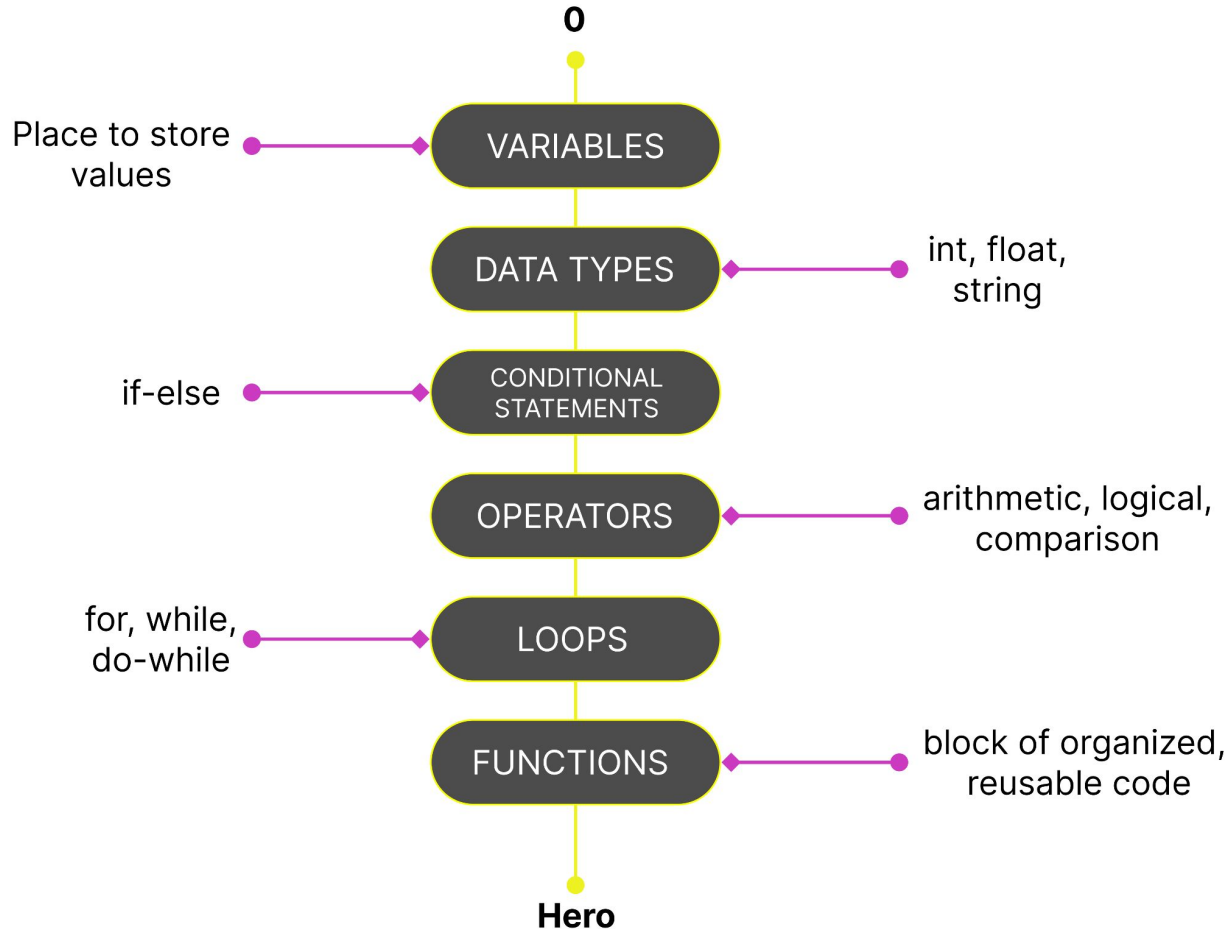 0
Place to store
values
VARIABLES
DATA TYPES
int, float,
string
if-else
CONDITIONAL
STATEMENTS
OPERATORS
arithmetic, logical,
comparison
for, while,
do-while
LOOPS
FUNCTIONS
block of organized,
reusable code
Hero